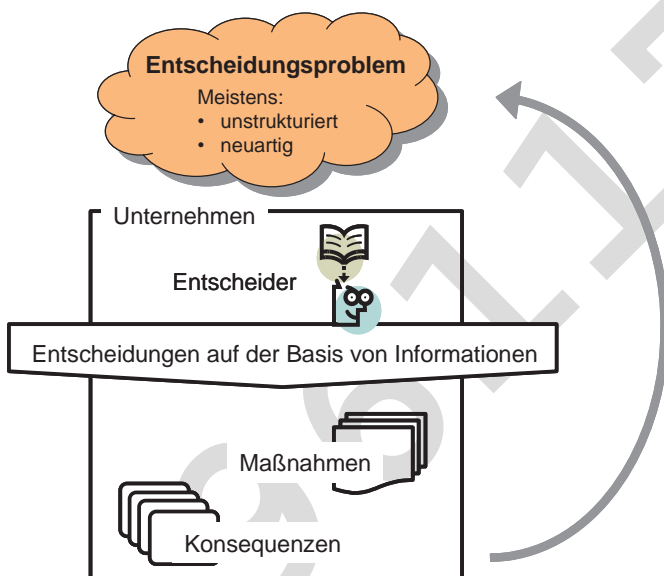 Entscheidungsproblem
Meistens:
• unstrukturiert
• neuartig
Unternehmen
Entscheider
Entscheidungen auf der Basis von Informationen
Maßnahmen
Konsequenzen